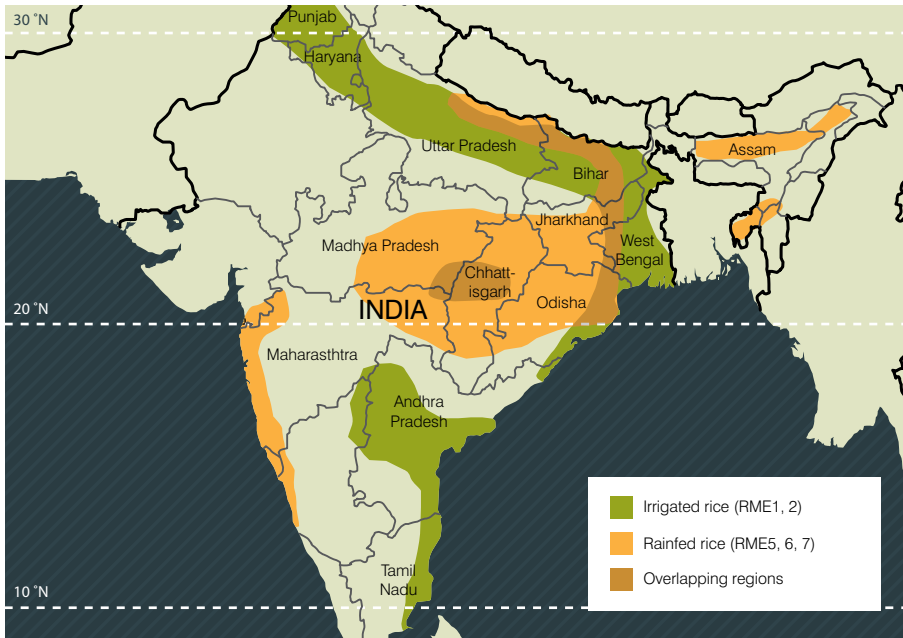 Punjab
30 °N
Haryana
Uttar Pradesh
Assam
Bihar
Jharkhand
Madhya Pradesh
West
Bengal
Chhatt-
isgarh
Odisha
INDIA
20 °N
Maharasthtra
Andhra
Pradesh
Irrigated rice (RME1, 2)
Rainfed rice (RME5, 6, 7)
Overlapping regions
Tamil
Nadu
10 °N